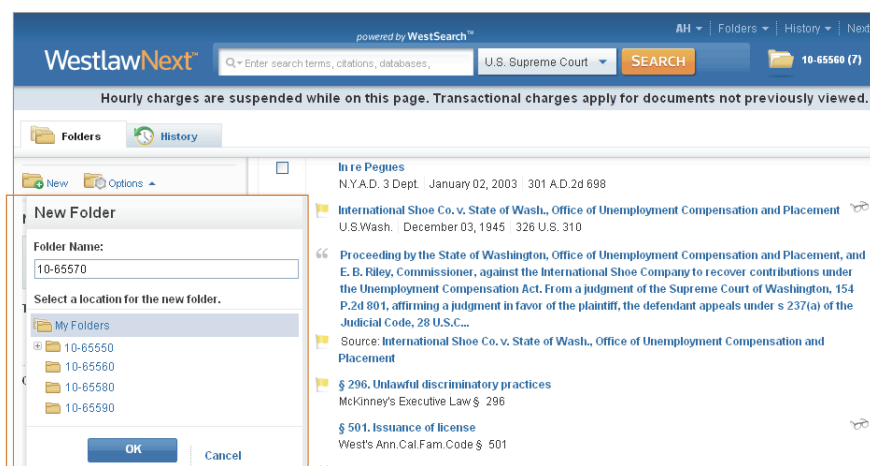 powered by WestSearch™
AH Folders History Next
WestlawNext™
Enter search terms, citations, databases,
U.S. Supreme Court
SEARCH
10-65560 (7)
Hourly charges are suspended while on this page. Transactional charges apply for documents not previously viewed.
Folders
History
New Options
New Folder
Folder Name:
10-65570
Select a location for the new folder.
My Folders
10-65550
10-65560
10-65580
10-65590
OK
Cancel
In re Pegues
N.Y.A.D. 3 Dept. January 02, 2003 301 A.D.2d 698
International Shoe Co. v. State of Wash., Office of Unemployment Compensation and Placement
U.S.Wash. December 03, 1945 326 U.S. 310
Proceeding by the State of Washington, Office of Unemployment Compensation and Placement, and
E. B. Riley, Commissioner, against the International Shoe Company to recover contributions under
the Unemployment Compensation Act. From a judgment of the Supreme Court of Washington, 154
P.2d 801, affirming a judgment in favor of the plaintiff, the defendant appeals under s 237(a) of the
Judicial Code, 28 U.S.C...
Source: International Shoe Co. v. State of Wash., Office of Unemployment Compensation and
Placement
§ 296. Unlawful discriminatory practices
McKinney's Executive Law § 296
§ 501. Issuance of license
West's Ann.Cal.Fam.Code § 501